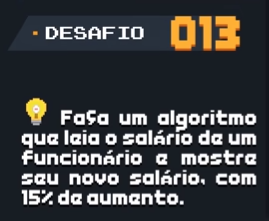 DESAFIO 013
Faça um algoritmo
que leia o salário de um
funcionário e mostre
seu novo salário, com
15% de aumento.